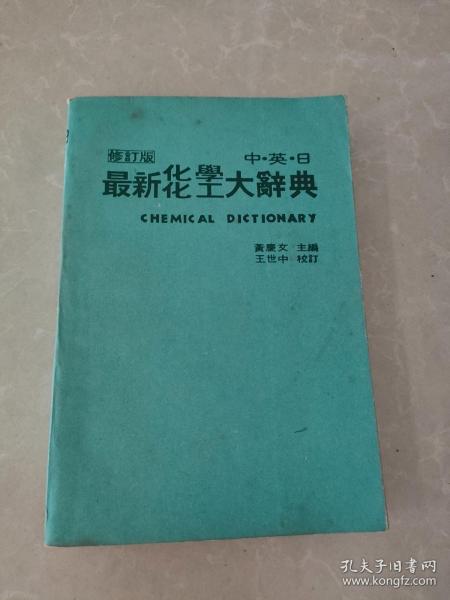 修訂版 中·英·日
最新化學化工大辭典
CHEMICAL DICTIONARY
黃慶文 主編
王世中 校訂
孔夫子旧书网
www.kongfz.com